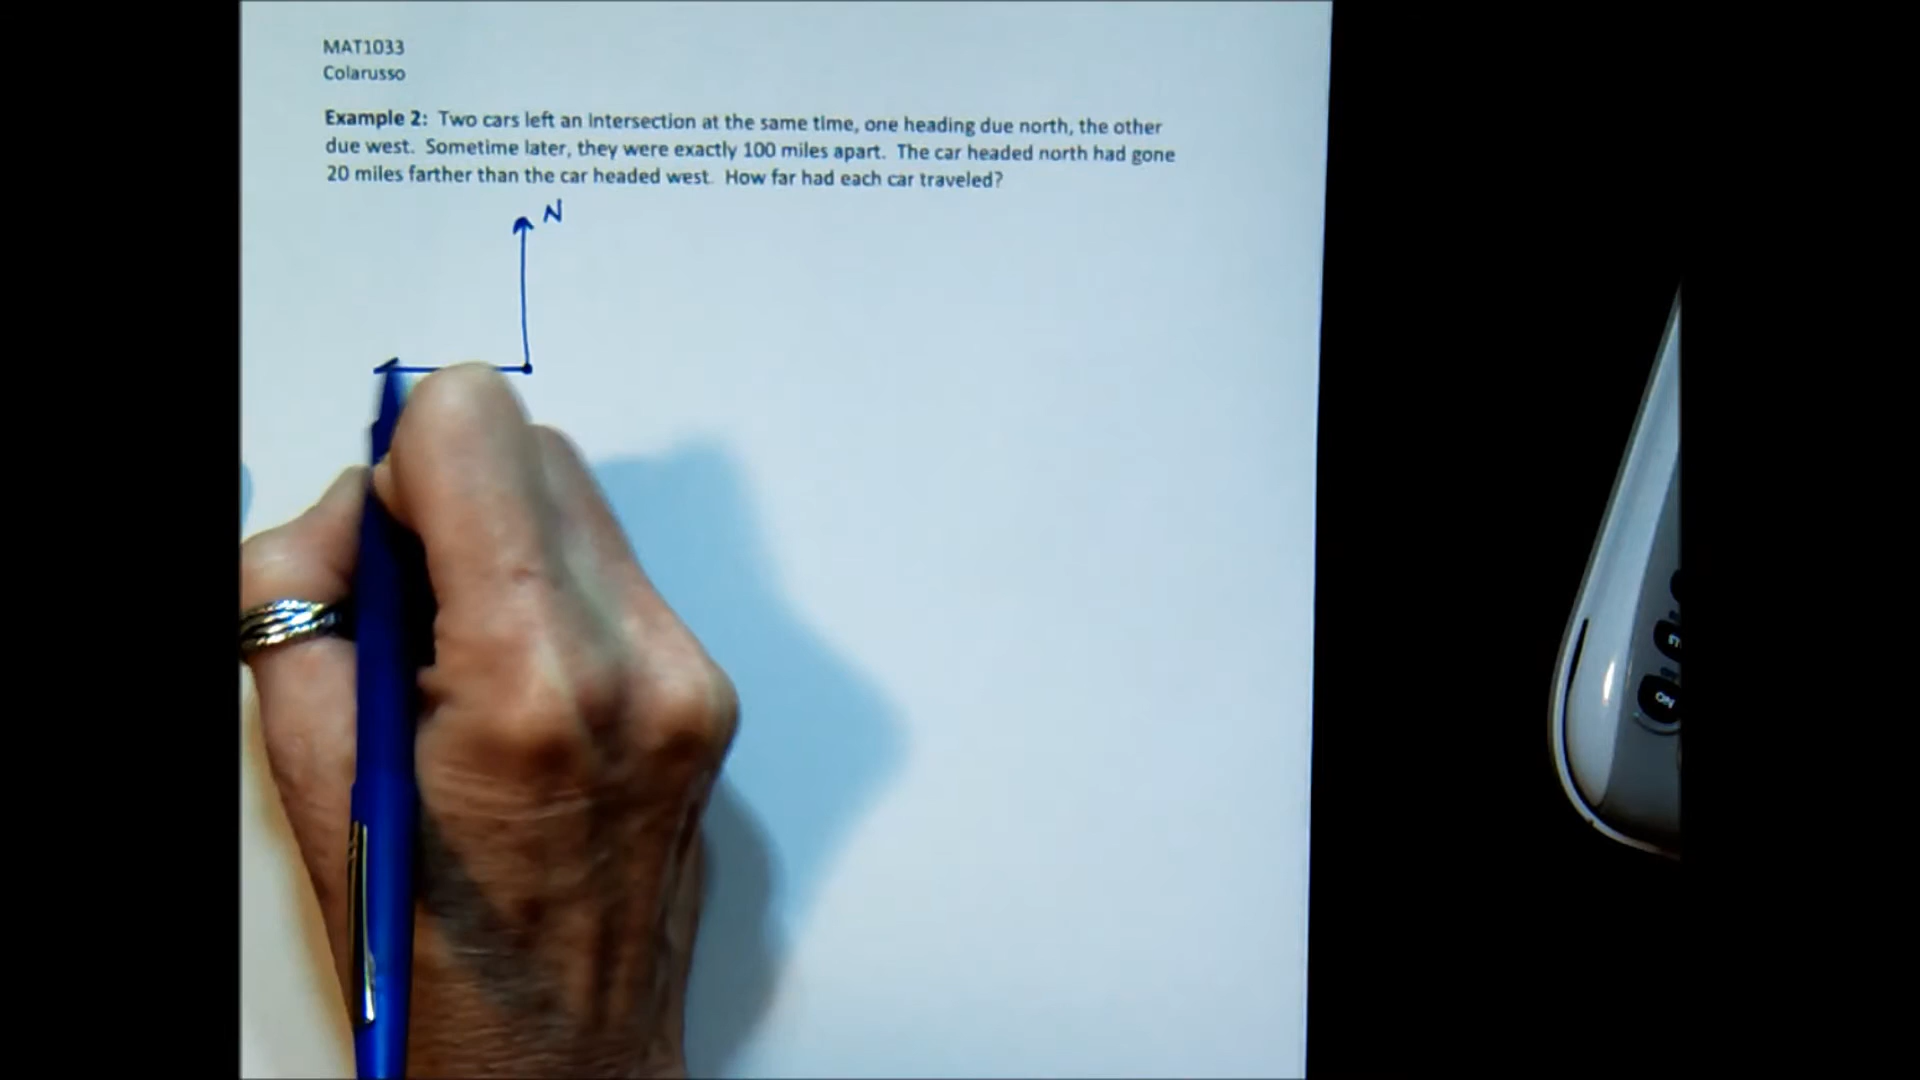 MAT1033
Colarusso
Example 2: Two cars left an intersection at the same time, one heading due north, the other
due west. Sometime later, they were exactly 100 miles apart. The car headed north had gone
20 miles farther than the car headed west. How far had each car traveled?
N
ON